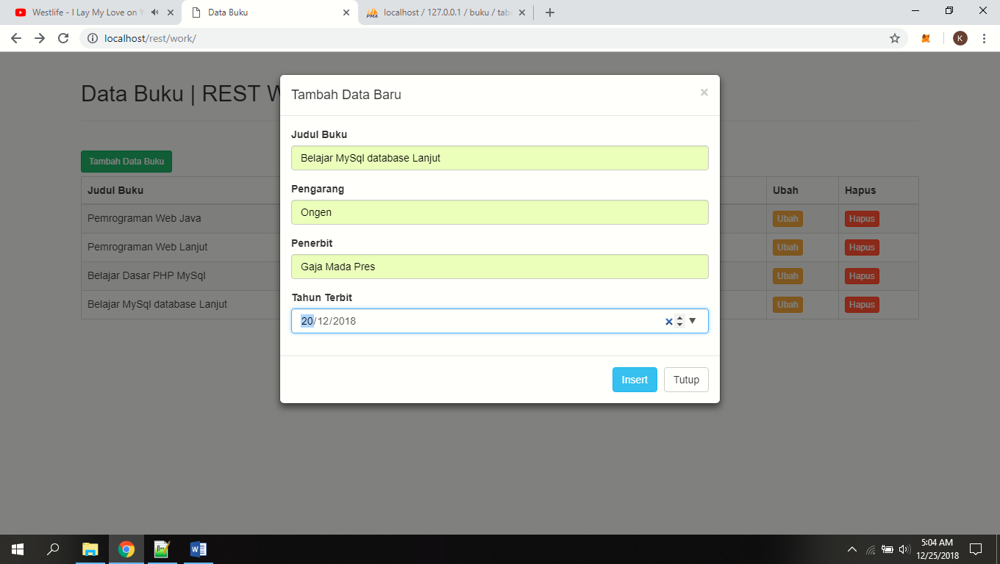 Westlife - I Lay My Love on Y
Data Buku
localhost / 127.0.0.1 / buku / tab
localhost/rest/work/
K
Data Buku | REST
Tambah Data Buku
Judul Buku
Ubah
Hapus
Pemrograman Web Java
Ubah
Hapus
Pemrograman Web Lanjut
Ubah
Hapus
Belajar Dasar PHP MySql
Ubah
Hapus
Belajar MySql database Lanjut
Ubah
Hapus
Tambah Data Baru
×
Judul Buku
Belajar MySql database Lanjut
Pengarang
Ongen
Penerbit
Gaja Mada Pres
Tahun Terbit
20/12/2018
Insert
Tutup
5:04 AM
12/25/2018